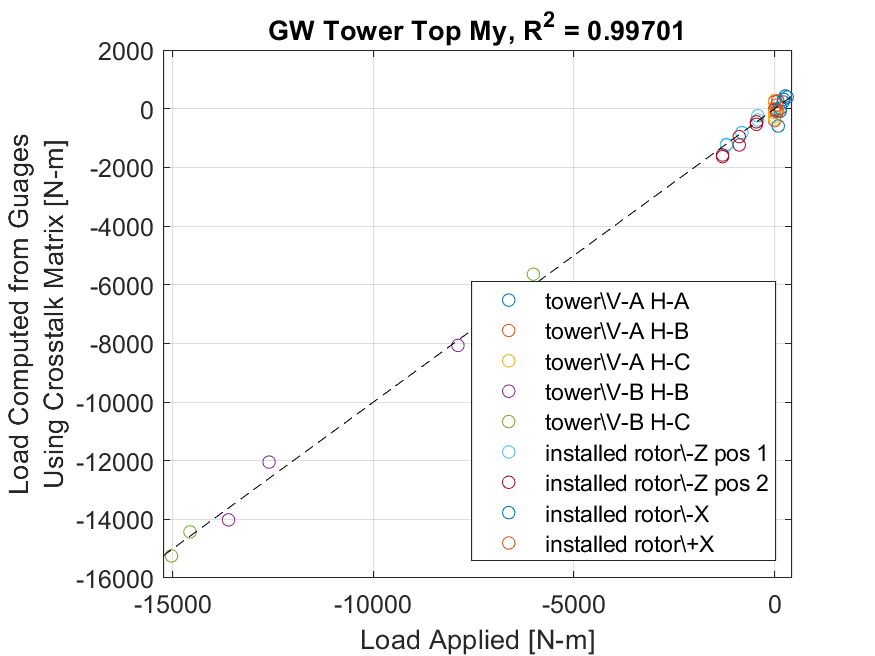 GW Tower Top My, R² = 0.99701
Load Computed from Guages
Using Crosstalk Matrix [N-m]
2000
0
-2000
-4000
-6000
-8000
-10000
-12000
-14000
-16000
tower\V-A H-A
tower\V-A H-B
tower\V-A H-C
tower\V-B H-B
tower\V-B H-C
installed rotor\-Z pos 1
installed rotor\-Z pos 2
installed rotor\-X
installed rotor\+X
-15000
-10000
-5000
0
Load Applied [N-m]